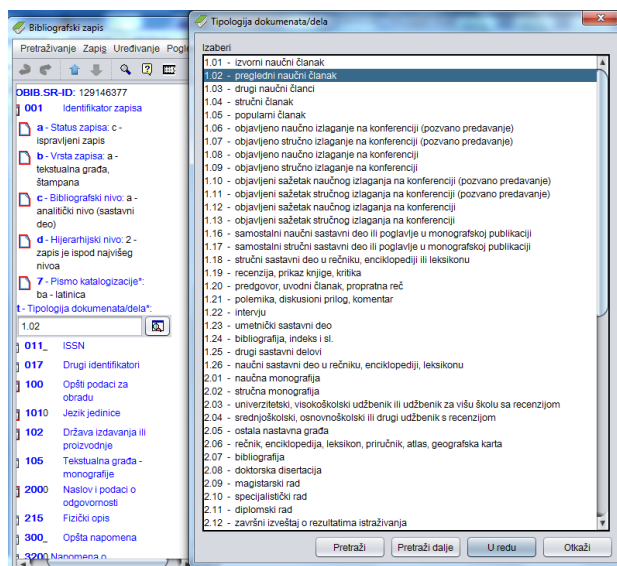 Bibliografski zapis
Pretraživanje Zapis Uređivanje Pogle
OBIB.SR-ID: 129146377
001 Identifikator zapisa
a - Status zapisa: c -
ispravljeni zapis
b - Vrsta zapisa: a -
tekstualna građa,
štampana
c - Bibliografski nivo: a -
analitički nivo (sastavni
deo)
d - Hijerarhijski nivo: 2 -
zapis je ispod najvišeg
nivoa
7 - Pismo katalogizacije*:
ba - latinica
t - Tipologija dokumenata/dela*:
1.02
011_ ISSN
017 Drugi identifikatori
100 Opšti podaci za
obradu
1010 Jezik jedinice
102 Država izdavanja ili
proizvodnje
105 Tekstualna građa -
monografije
2000 Naslov i podaci o
odgovornosti
215 Fizički opis
300_ Opšta napomena
3200 Napomena o
Tipologija dokumenata/dela
Izaberi
1.01 - izvorni naučni članak
1.02 - pregledni naučni članak
1.03 - drugi naučni članci
1.04 - stručni članak
1.05 - popularni članak
1.06 - objavljeno naučno izlaganje na konferenciji (pozvano predavanje)
1.07 - objavljeno stručno izlaganje na konferenciji (pozvano predavanje)
1.08 - objavljeno naučno izlaganje na konferenciji
1.09 - objavljeno stručno izlaganje na konferenciji
1.10 - objavljeni sažetak naučnog izlaganja na konferenciji (pozvano predavanje)
1.11 - objavljeni sažetak stručnog izlaganja na konferenciji (pozvano predavanje)
1.12 - objavljeni sažetak naučnog izlaganja na konferenciji
1.13 - objavljeni sažetak stručnog izlaganja na konferenciji
1.16 - samostalni naučni sastavni deo ili poglavlje u monografskoj publikaciji
1.17 - samostalni stručni sastavni deo ili poglavlje u monografskoj publikaciji
1.18 - stručni sastavni deo u rečniku, enciklopediji ili leksikonu
1.19 - recenzija, prikaz knjige, kritika
1.20 - predgovor, uvodni članak, propratna reč
1.21 - polemika, diskusioni prilog, komentar
1.22 - intervju
1.23 - umetnički sastavni deo
1.24 - bibliografija, indeks i sl.
1.25 - drugi sastavni delovi
1.26 - naučni sastavni deo u rečniku, enciklopediji, leksikonu
2.01 - naučna monografija
2.02 - stručna monografija
2.03 - univerzitetski, visokoškolski udžbenik ili udžbenik za višu školu sa recenzijom
2.04 - srednjoškolski, osnovnoškolski ili drugi udžbenik s recenzijom
2.05 - ostala nastavna građa
2.06 - rečnik, enciklopedija, leksikon, priručnik, atlas, geografska karta
2.07 - bibliografija
2.08 - doktorska disertacija
2.09 - magistarski rad
2.10 - specijalistički rad
2.11 - diplomski rad
2.12 - završni izveštaj o rezultatima istraživanja
Pretraži Pretraži dalje U redu Otkaži